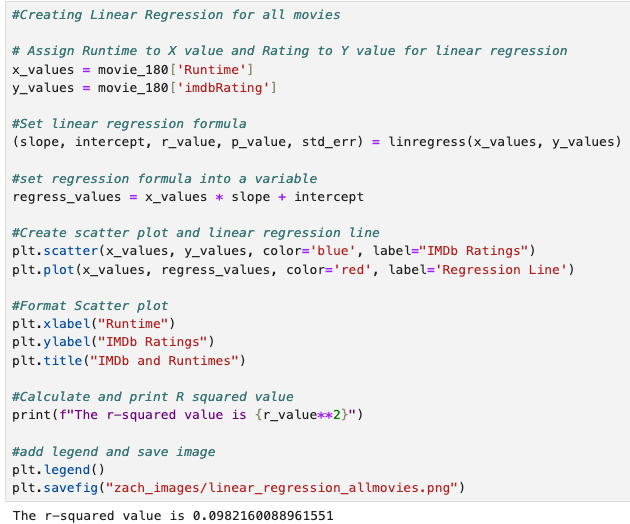 #Creating Linear Regression for all movies
# Assign Runtime to X value and Rating to Y value for linear regression
x_values = movie_180['Runtime']
y_values = movie_180['imdbRating']
#Set linear regression formula
(slope, intercept, r_value, p_value, std_err) = linregress(x_values, y_values)
#set regression formula into a variable
regress_values = x_values * slope + intercept
#Create scatter plot and linear regression line
plt.scatter(x_values, y_values, color='blue', label="IMDb Ratings")
plt.plot(x_values, regress_values, color='red', label='Regression Line')
#Format Scatter plot
plt.xlabel("Runtime")
plt.ylabel("IMDb Ratings")
plt.title("IMDb and Runtimes")
#Calculate and print R squared value
print(f"The r-squared value is {r_value**2}")
#add legend and save image
plt.legend()
plt.savefig("zach_images/linear_regression_allmovies.png")
The r-squared value is 0.0982160088961551